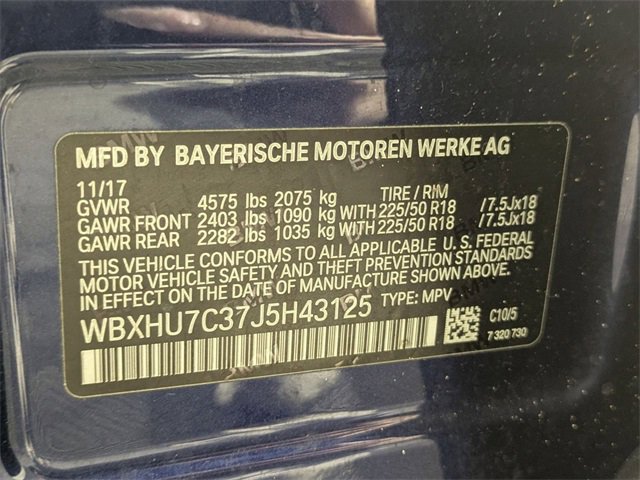 MFD BY BAYERISCHE MOTOREN WERKE AG
11/17 TIRE / RIM
GVWR 4575 lbs 2075 kg
GAWR FRONT 2403 lbs 1090 kg WITH 225/50 R18 /7.5Jx18
GAWR REAR 2282 lbs 1035 kg WITH 225/50 R18 /7.5Jx18
THIS VEHICLE CONFORMS TO ALL APPLICABLE U.S. FEDERAL
MOTOR VEHICLE SAFETY AND THEFT PREVENTION STANDARDS
IN EFFECT ON THE DATE OF MANUFACTURE SHOWN ABOVE.
WBXHU7C37J5H43125 TYPE: MPV
C10/5
7 320 730